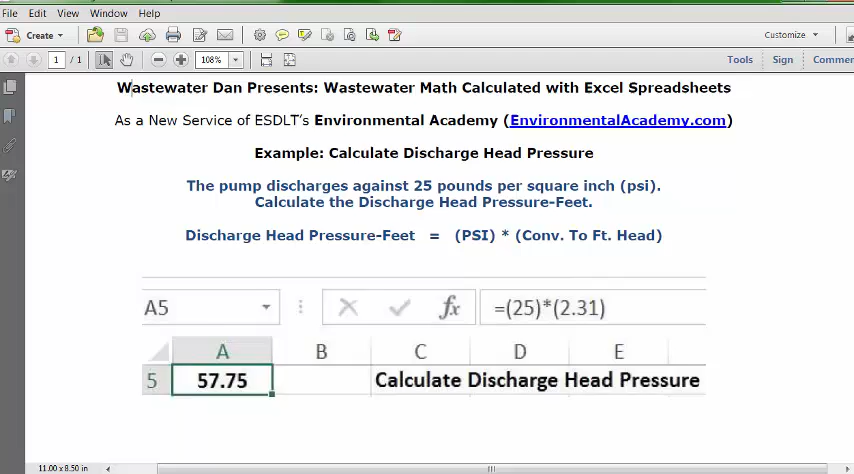 File Edit View Window Help
Create Customize
1 / 1 108% Tools Sign Commen
Wastewater Dan Presents: Wastewater Math Calculated with Excel Spreadsheets
As a New Service of ESDLT's Environmental Academy (EnvironmentalAcademy.com)
Example: Calculate Discharge Head Pressure
The pump discharges against 25 pounds per square inch (psi).
Calculate the Discharge Head Pressure-Feet.
Discharge Head Pressure-Feet = (PSI) * (Conv. To Ft. Head)
A5 fx =(25)*(2.31)
A B C D E
5 57.75 Calculate Discharge Head Pressure
11.00 x 8.50 in